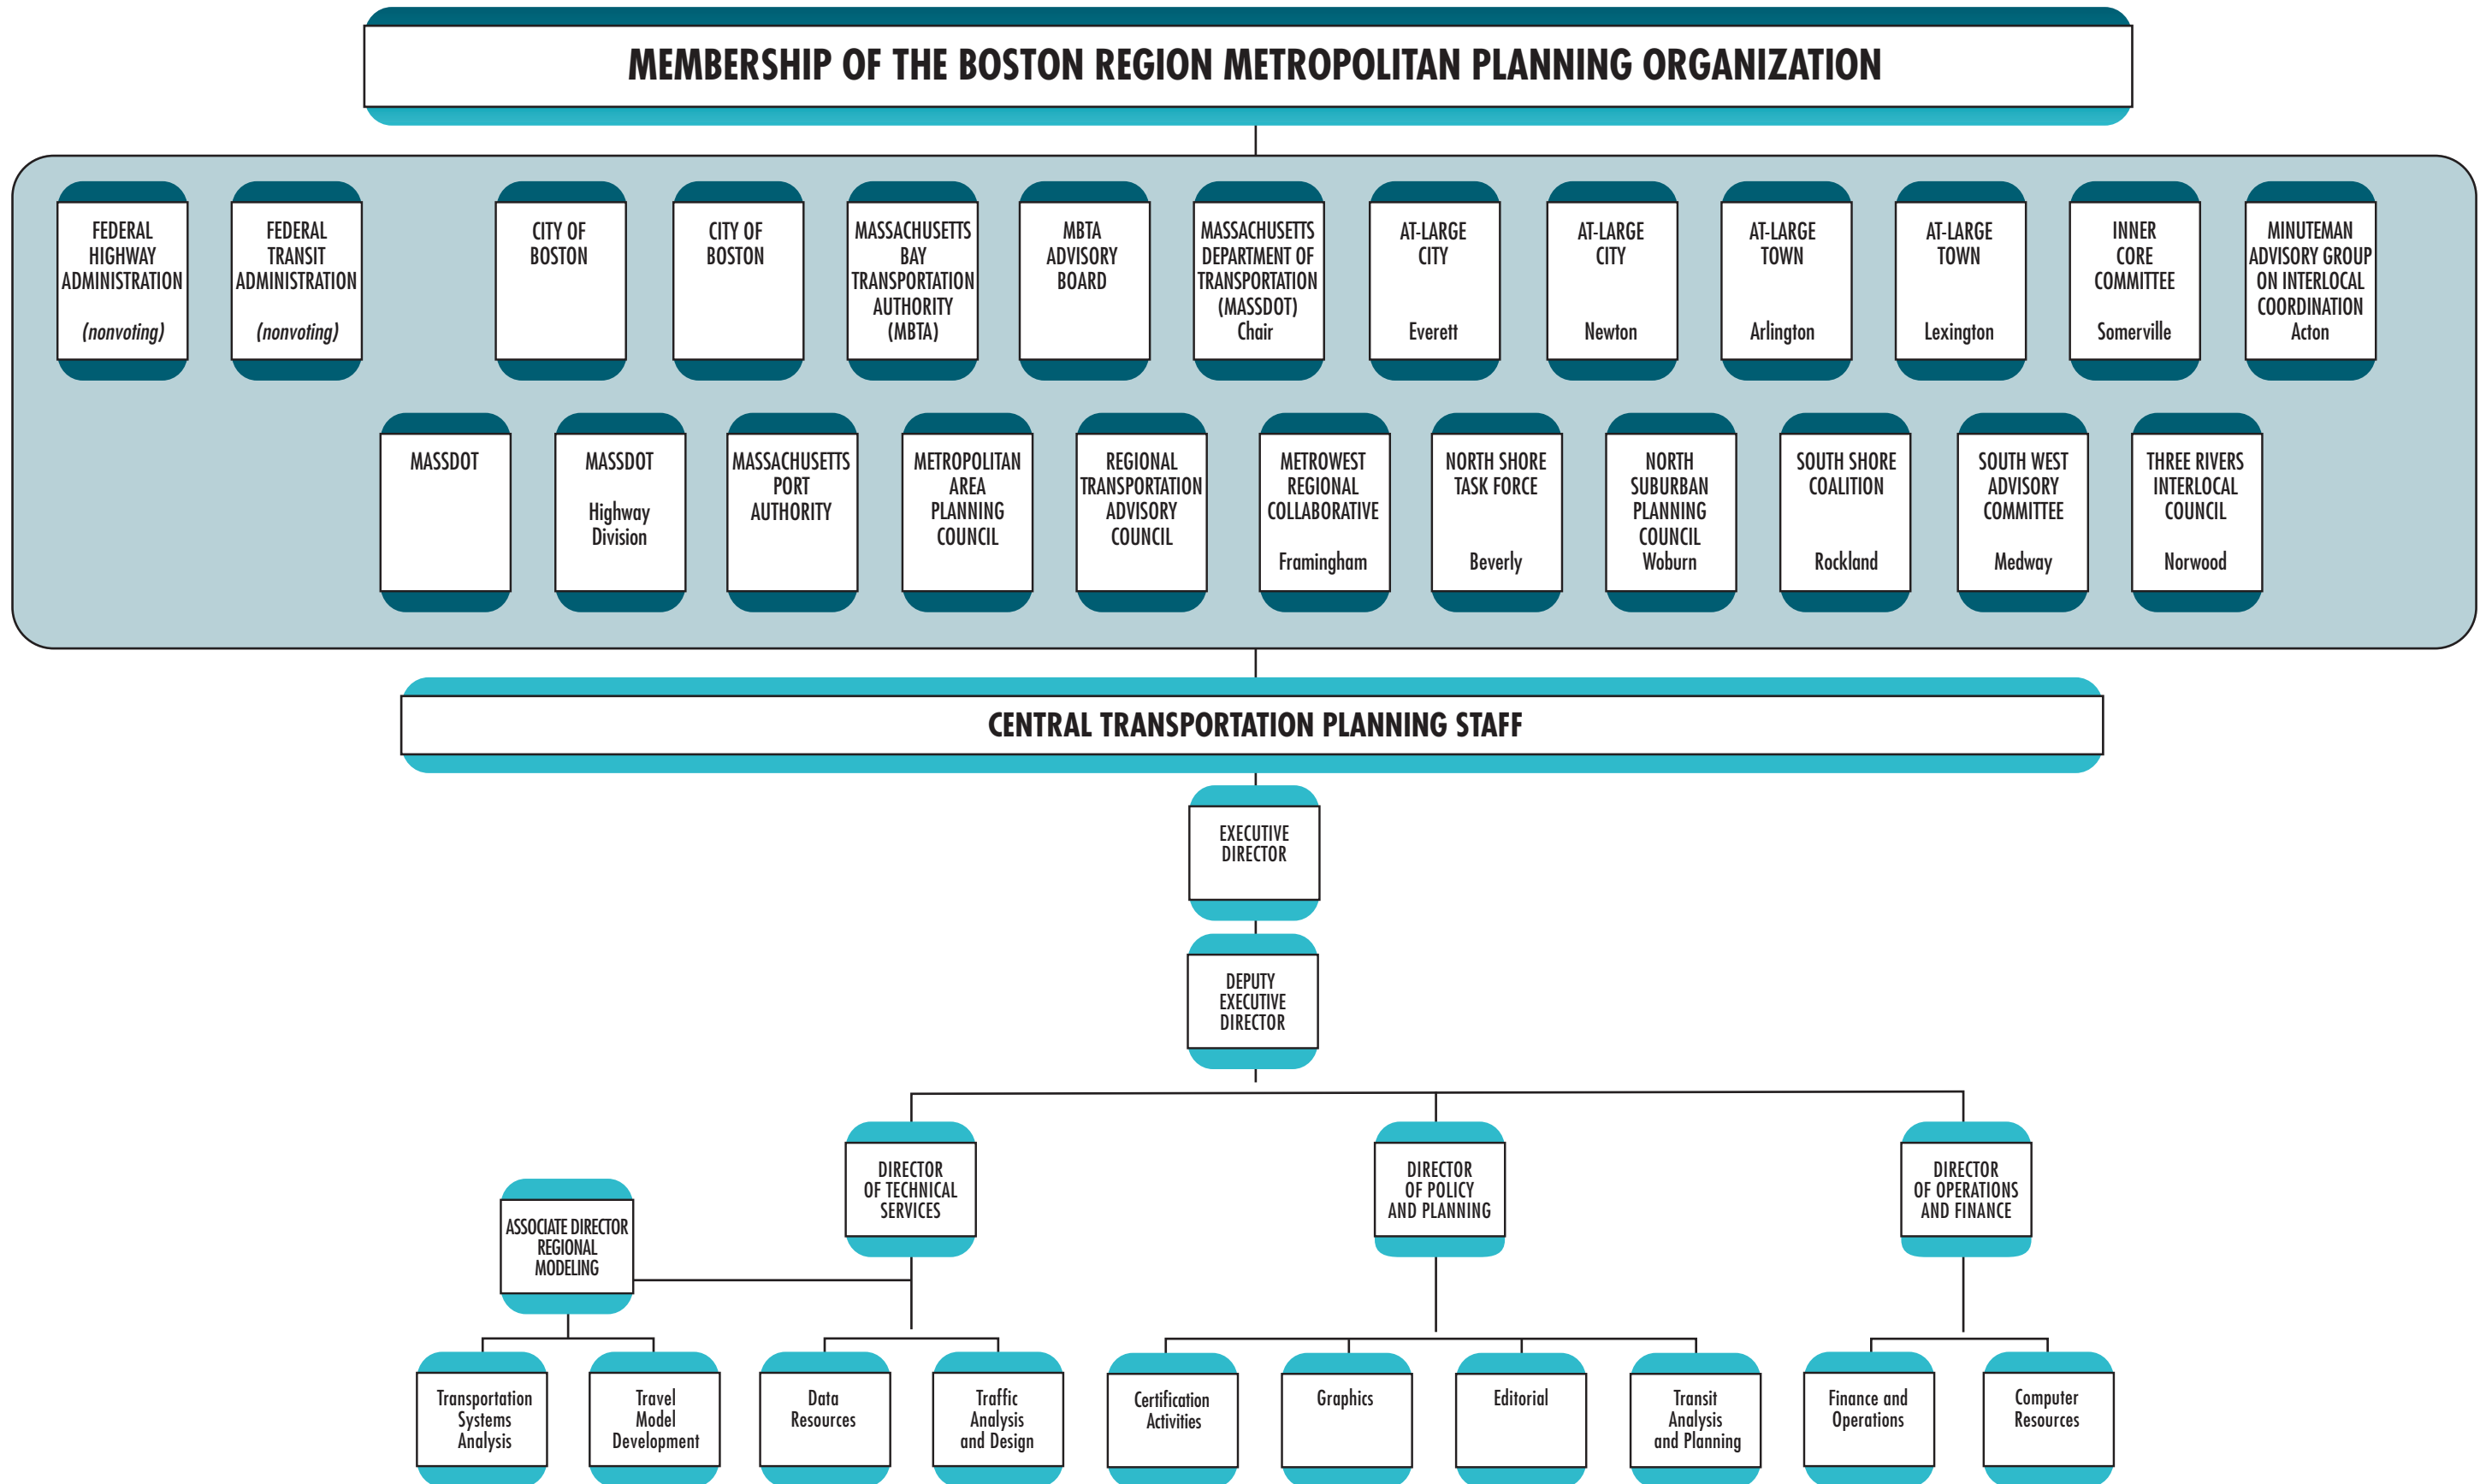 MEMBERSHIP OF THE BOSTON REGION METROPOLITAN PLANNING ORGANIZATION
FEDERAL
HIGHWAY
ADMINISTRATION
(nonvoting)
FEDERAL
TRANSIT
ADMINISTRATION
(nonvoting)
CITY OF
BOSTON
CITY OF
BOSTON
MASSACHUSETTS
BAY
TRANSPORTATION
AUTHORITY
(MBTA)
MBTA
ADVISORY
BOARD
MASSACHUSETTS
DEPARTMENT OF
TRANSPORTATION
(MASSDOT)
Chair
AT-LARGE
CITY
Everett
AT-LARGE
CITY
Newton
AT-LARGE
TOWN
Arlington
AT-LARGE
TOWN
Lexington
INNER
CORE
COMMITTEE
Somerville
MINUTEMAN
ADVISORY GROUP
ON INTERLOCAL
COORDINATION
Acton
MASSDOT
MASSDOT
Highway
Division
MASSACHUSETTS
PORT
AUTHORITY
METROPOLITAN
AREA
PLANNING
COUNCIL
REGIONAL
TRANSPORTATION
ADVISORY
COUNCIL
METROWEST
REGIONAL
COLLABORATIVE
Framingham
NORTH SHORE
TASK FORCE
Beverly
NORTH
SUBURBAN
PLANNING
COUNCIL
Woburn
SOUTH SHORE
COALITION
Rockland
SOUTH WEST
ADVISORY
COMMITTEE
Medway
THREE RIVERS
INTERLOCAL
COUNCIL
Norwood
CENTRAL TRANSPORTATION PLANNING STAFF
EXECUTIVE
DIRECTOR
DEPUTY
EXECUTIVE
DIRECTOR
DIRECTOR
OF TECHNICAL
SERVICES
DIRECTOR
OF POLICY
AND PLANNING
DIRECTOR
OF OPERATIONS
AND FINANCE
ASSOCIATE DIRECTOR
REGIONAL
MODELING
Transportation
Systems
Analysis
Travel
Model
Development
Data
Resources
Traffic
Analysis
and Design
Certification
Activities
Graphics
Editorial
Transit
Analysis
and Planning
Finance and
Operations
Computer
Resources